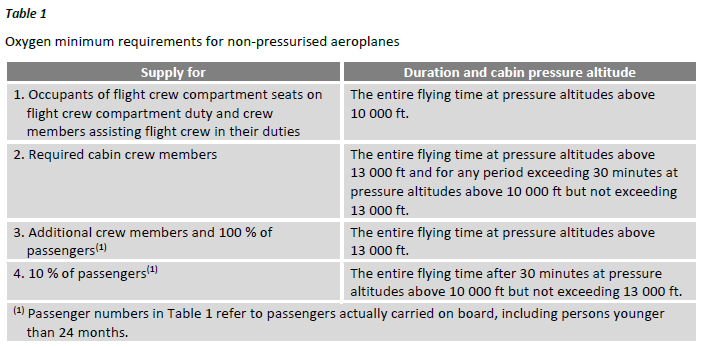 Table 1
Oxygen minimum requirements for non-pressurised aeroplanes
Supply for
Duration and cabin pressure altitude
1. Occupants of flight crew compartment seats on
flight crew compartment duty and crew
members assisting flight crew in their duties
The entire flying time at pressure altitudes above
10 000 ft.
2. Required cabin crew members
The entire flying time at pressure altitudes above
13 000 ft and for any period exceeding 30 minutes at
pressure altitudes above 10 000 ft but not exceeding
13 000 ft.
3. Additional crew members and 100 % of
passengers(1)
The entire flying time at pressure altitudes above
13 000 ft.
4. 10 % of passengers(1)
The entire flying time after 30 minutes at pressure
altitudes above 10 000 ft but not exceeding 13 000 ft.
(1) Passenger numbers in Table 1 refer to passengers actually carried on board, including persons younger
than 24 months.